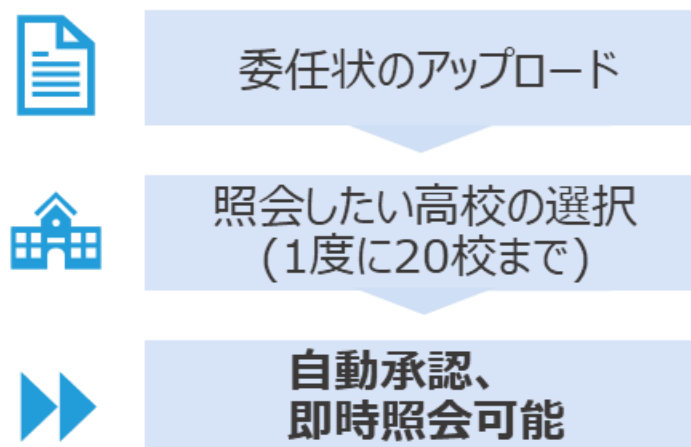 委任状のアップロード
照会したい高校の選択
(1度に20校まで)
自動承認、
即時照会可能